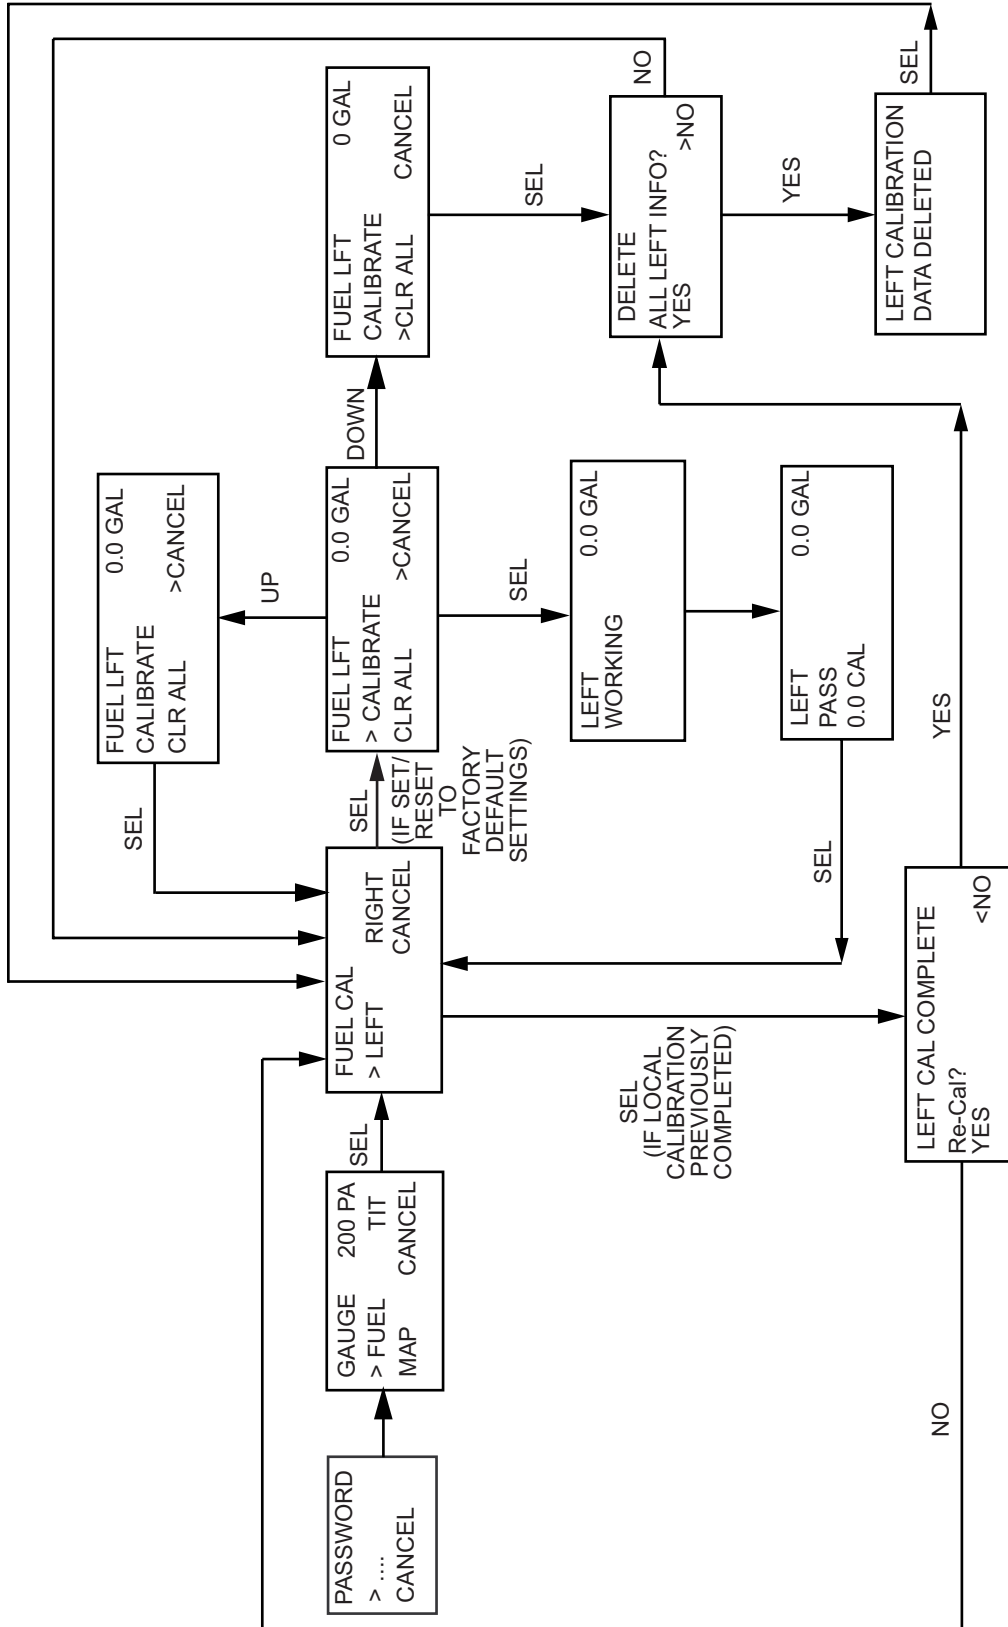 PASSWORD
> ....
CANCEL
GAUGE 200 PA
> FUEL TIT
MAP CANCEL
SEL
FUEL CAL
> LEFT RIGHT
CANCEL
SEL
(IF SET/
RESET
TO
FACTORY
DEFAULT
SETTINGS)
SEL
FUEL LFT 0.0 GAL
CALIBRATE
CLR ALL >CANCEL
UP
FUEL LFT 0.0 GAL
> CALIBRATE
CLR ALL >CANCEL
DOWN
FUEL LFT 0 GAL
CALIBRATE
>CLR ALL CANCEL
SEL
LEFT 0.0 GAL
WORKING
LEFT 0.0 GAL
PASS
0.0 CAL
SEL
SEL
DELETE
ALL LEFT INFO?
YES >NO
NO
YES
LEFT CALIBRATION
DATA DELETED
SEL
SEL
(IF LOCAL
CALIBRATION
PREVIOUSLY
COMPLETED)
LEFT CAL COMPLETE
Re-Cal?
YES <NO
NO
YES